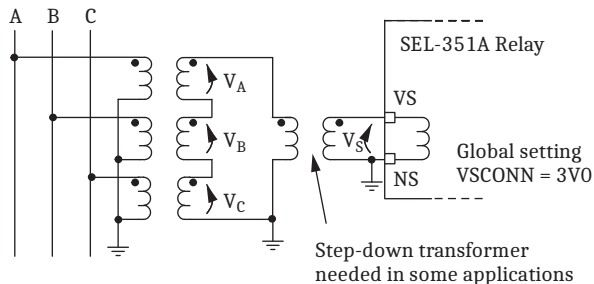 A B C
SEL-351A Relay
VA
VS
VB
VS
NS
Global setting
VSCONN = 3V0
VC
Step-down transformer
needed in some applications